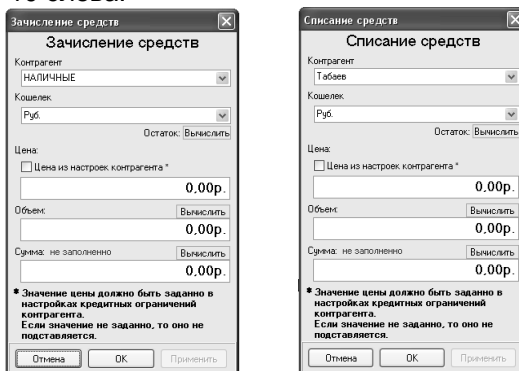 Зачисление средств
Зачисление средств
Контрагент
НАЛИЧНЫЕ
Кошелек
Руб.
Остаток: Вычислить
Цена:
Цена из настроек контрагента *
0.00р.
Объем: Вычислить
0.00р.
Сумма: не заполненно Вычислить
0.00р.
* Значение цены должно быть заданно в
настройках кредитных ограничений
контрагента.
Если значение не заданно, то оно не
подставляется.
Отмена OK Применить
Списание средств
Списание средств
Контрагент
Табаев
Кошелек
Руб.
Остаток: Вычислить
Цена:
Цена из настроек контрагента *
0.00р.
Объем: Вычислить
0.00р.
Сумма: не заполненно Вычислить
0.00р.
* Значение цены должно быть заданно в
настройках кредитных ограничений
контрагента.
Если значение не заданно, то оно не
подставляется.
Отмена OK Применить